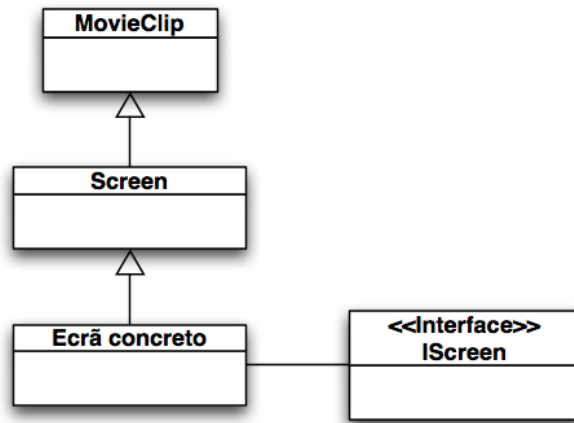 MovieClip
Screen
Ecrã concreto
<<Interface>>
IScreen